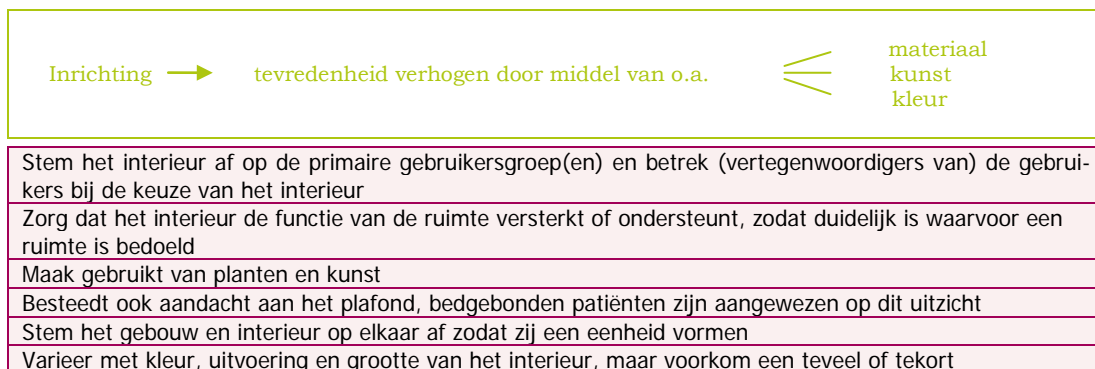 materiaal
Inrichting tevredenheid verhogen door middel van o.a. kunst
kleur
Stem het interieur af op de primaire gebruikersgroep(en) en betrek (vertegenwoordigers van) de gebrui-
kers bij de keuze van het interieur
Zorg dat het interieur de functie van de ruimte versterkt of ondersteunt, zodat duidelijk is waarvoor een
ruimte is bedoeld
Maak gebruikt van planten en kunst
Besteedt ook aandacht aan het plafond, bedgebonden patiënten zijn aangewezen op dit uitzicht
Stem het gebouw en interieur op elkaar af zodat zij een eenheid vormen
Varieer met kleur, uitvoering en grootte van het interieur, maar voorkom een teveel of tekort